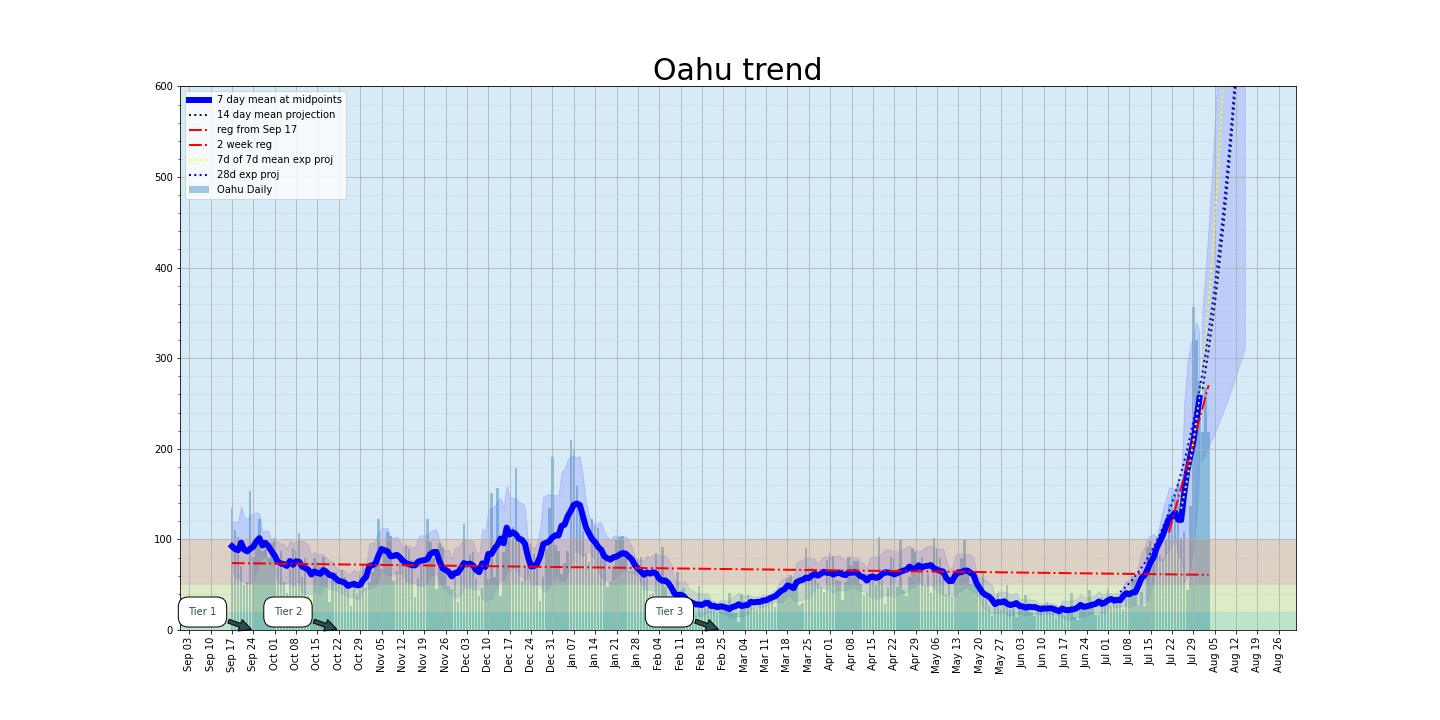 Oahu trend
600
500
400
300
200
100
0
7 day mean at midpoints
14 day mean projection
reg from Sep 17
2 week reg
7d of 7d mean exp proj
28d exp proj
Oahu Daily
Tier 1
Tier 2
Tier 3
Sep 03
Sep 10
Sep 17
Sep 24
Oct 01
Oct 08
Oct 15
Oct 22
Oct 29
Nov 05
Nov 12
Nov 19
Nov 26
Dec 03
Dec 10
Dec 17
Dec 24
Dec 31
Jan 07
Jan 14
Jan 21
Jan 28
Feb 04
Feb 11
Feb 18
Feb 25
Mar 04
Mar 11
Mar 18
Mar 25
Apr 01
Apr 08
Apr 15
Apr 22
Apr 29
May 06
May 13
May 20
May 27
Jun 03
Jun 10
Jun 17
Jun 24
Jul 01
Jul 08
Jul 15
Jul 22
Jul 29
Aug 05
Aug 12
Aug 19
Aug 26